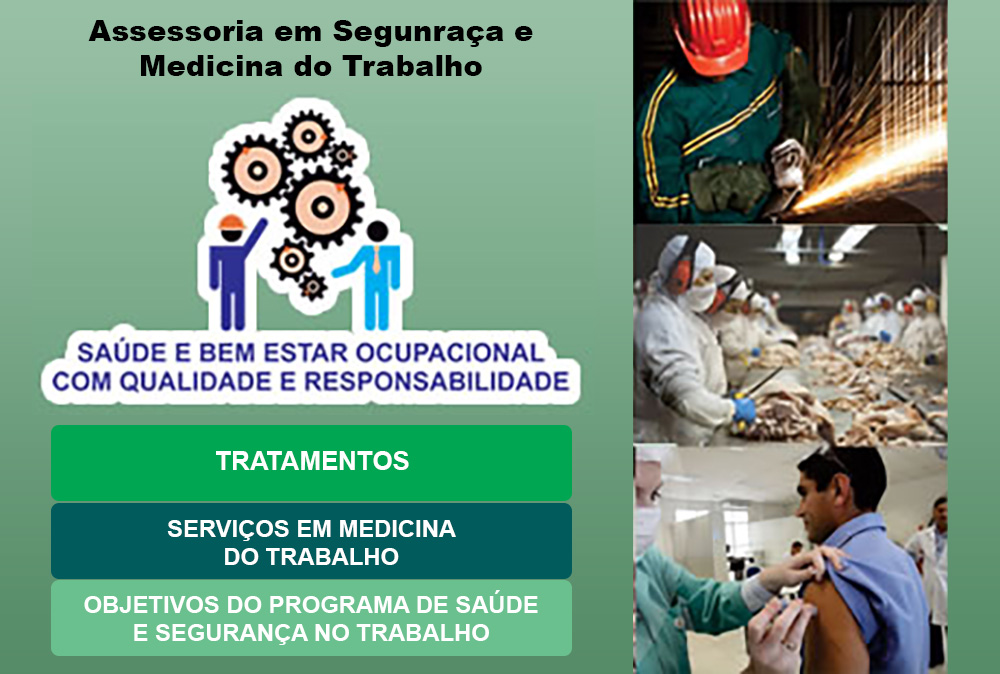 Assessoria em Segunraça e
Medicina do Trabalho
SAÚDE E BEM ESTAR OCUPACIONAL
COM QUALIDADE E RESPONSABILIDADE
TRATAMENTOS
SERVIÇOS EM MEDICINA
DO TRABALHO
OBJETIVOS DO PROGRAMA DE SAÚDE
E SEGURANÇA NO TRABALHO